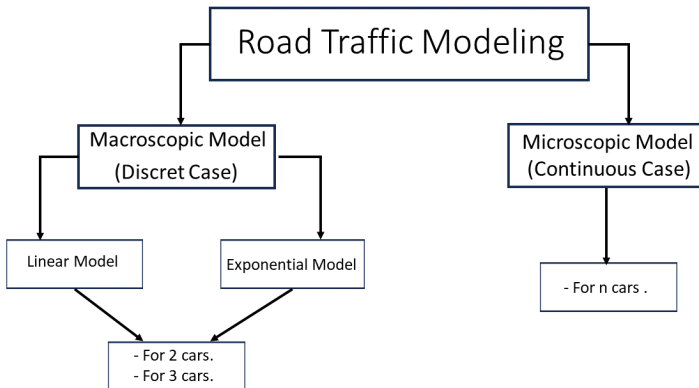 Road Traffic Modeling
Macroscopic Model
(Discret Case)
Microscopic Model
(Continuous Case)
Linear Model
Exponential Model
- For n cars .
- For 2 cars.
- For 3 cars.